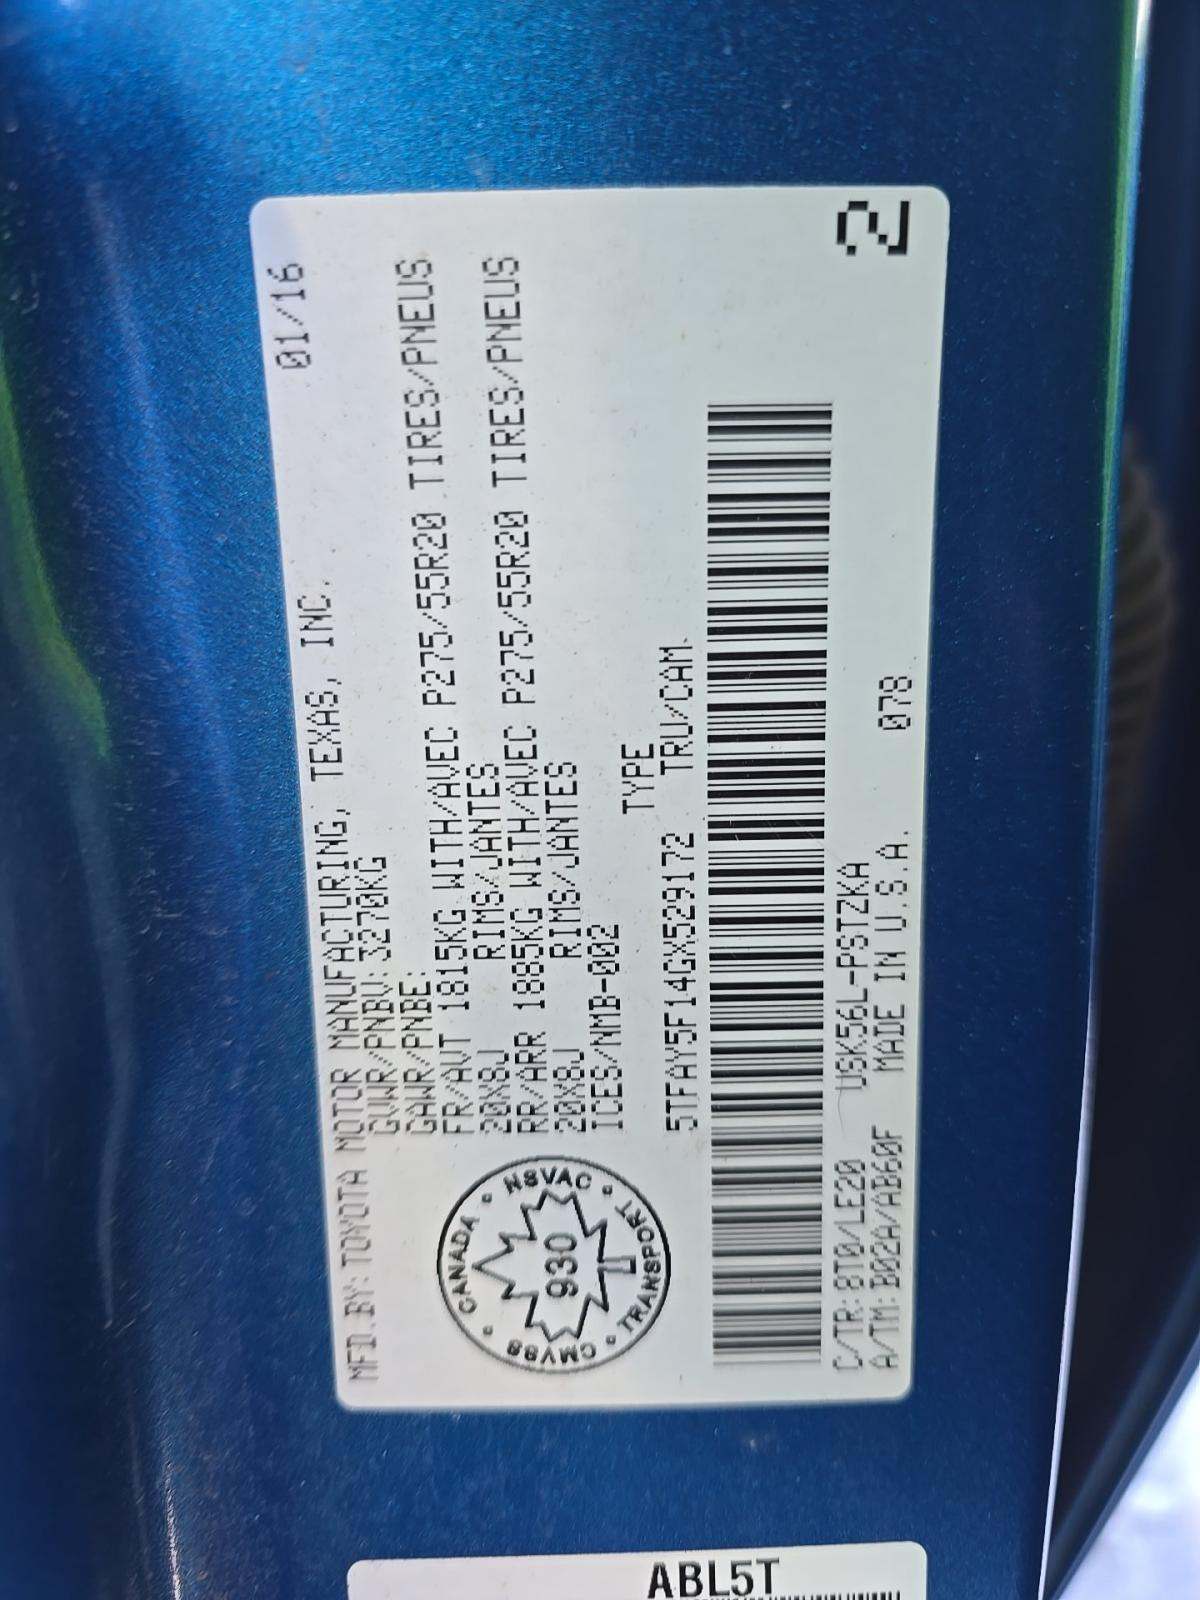 MFD. BY: TOYOTA MOTOR MANUFACTURING, TEXAS, INC. 01/16
GVWR/PNBV: 3270KG
GAWR/PNBE:
FR/AVT 1815KG WITH/AVEC P275/55R20 TIRES/PNEUS
20X8J RIMS/JANTES
RR/ARR 1885KG WITH/AVEC P275/55R20 TIRES/PNEUS
20X8J RIMS/JANTES
ICES/NMB-002
TYPE
5TFAY5F14GX529172 TRU/CAM
CANADA • NSVAC • TRANSPORT • CMVSS •
930
C/TR: 8T0/LE20 USK56L-PSTZKA
A/TM: B02A/AB60F MADE IN U.S.A. 078
2
ABL5T